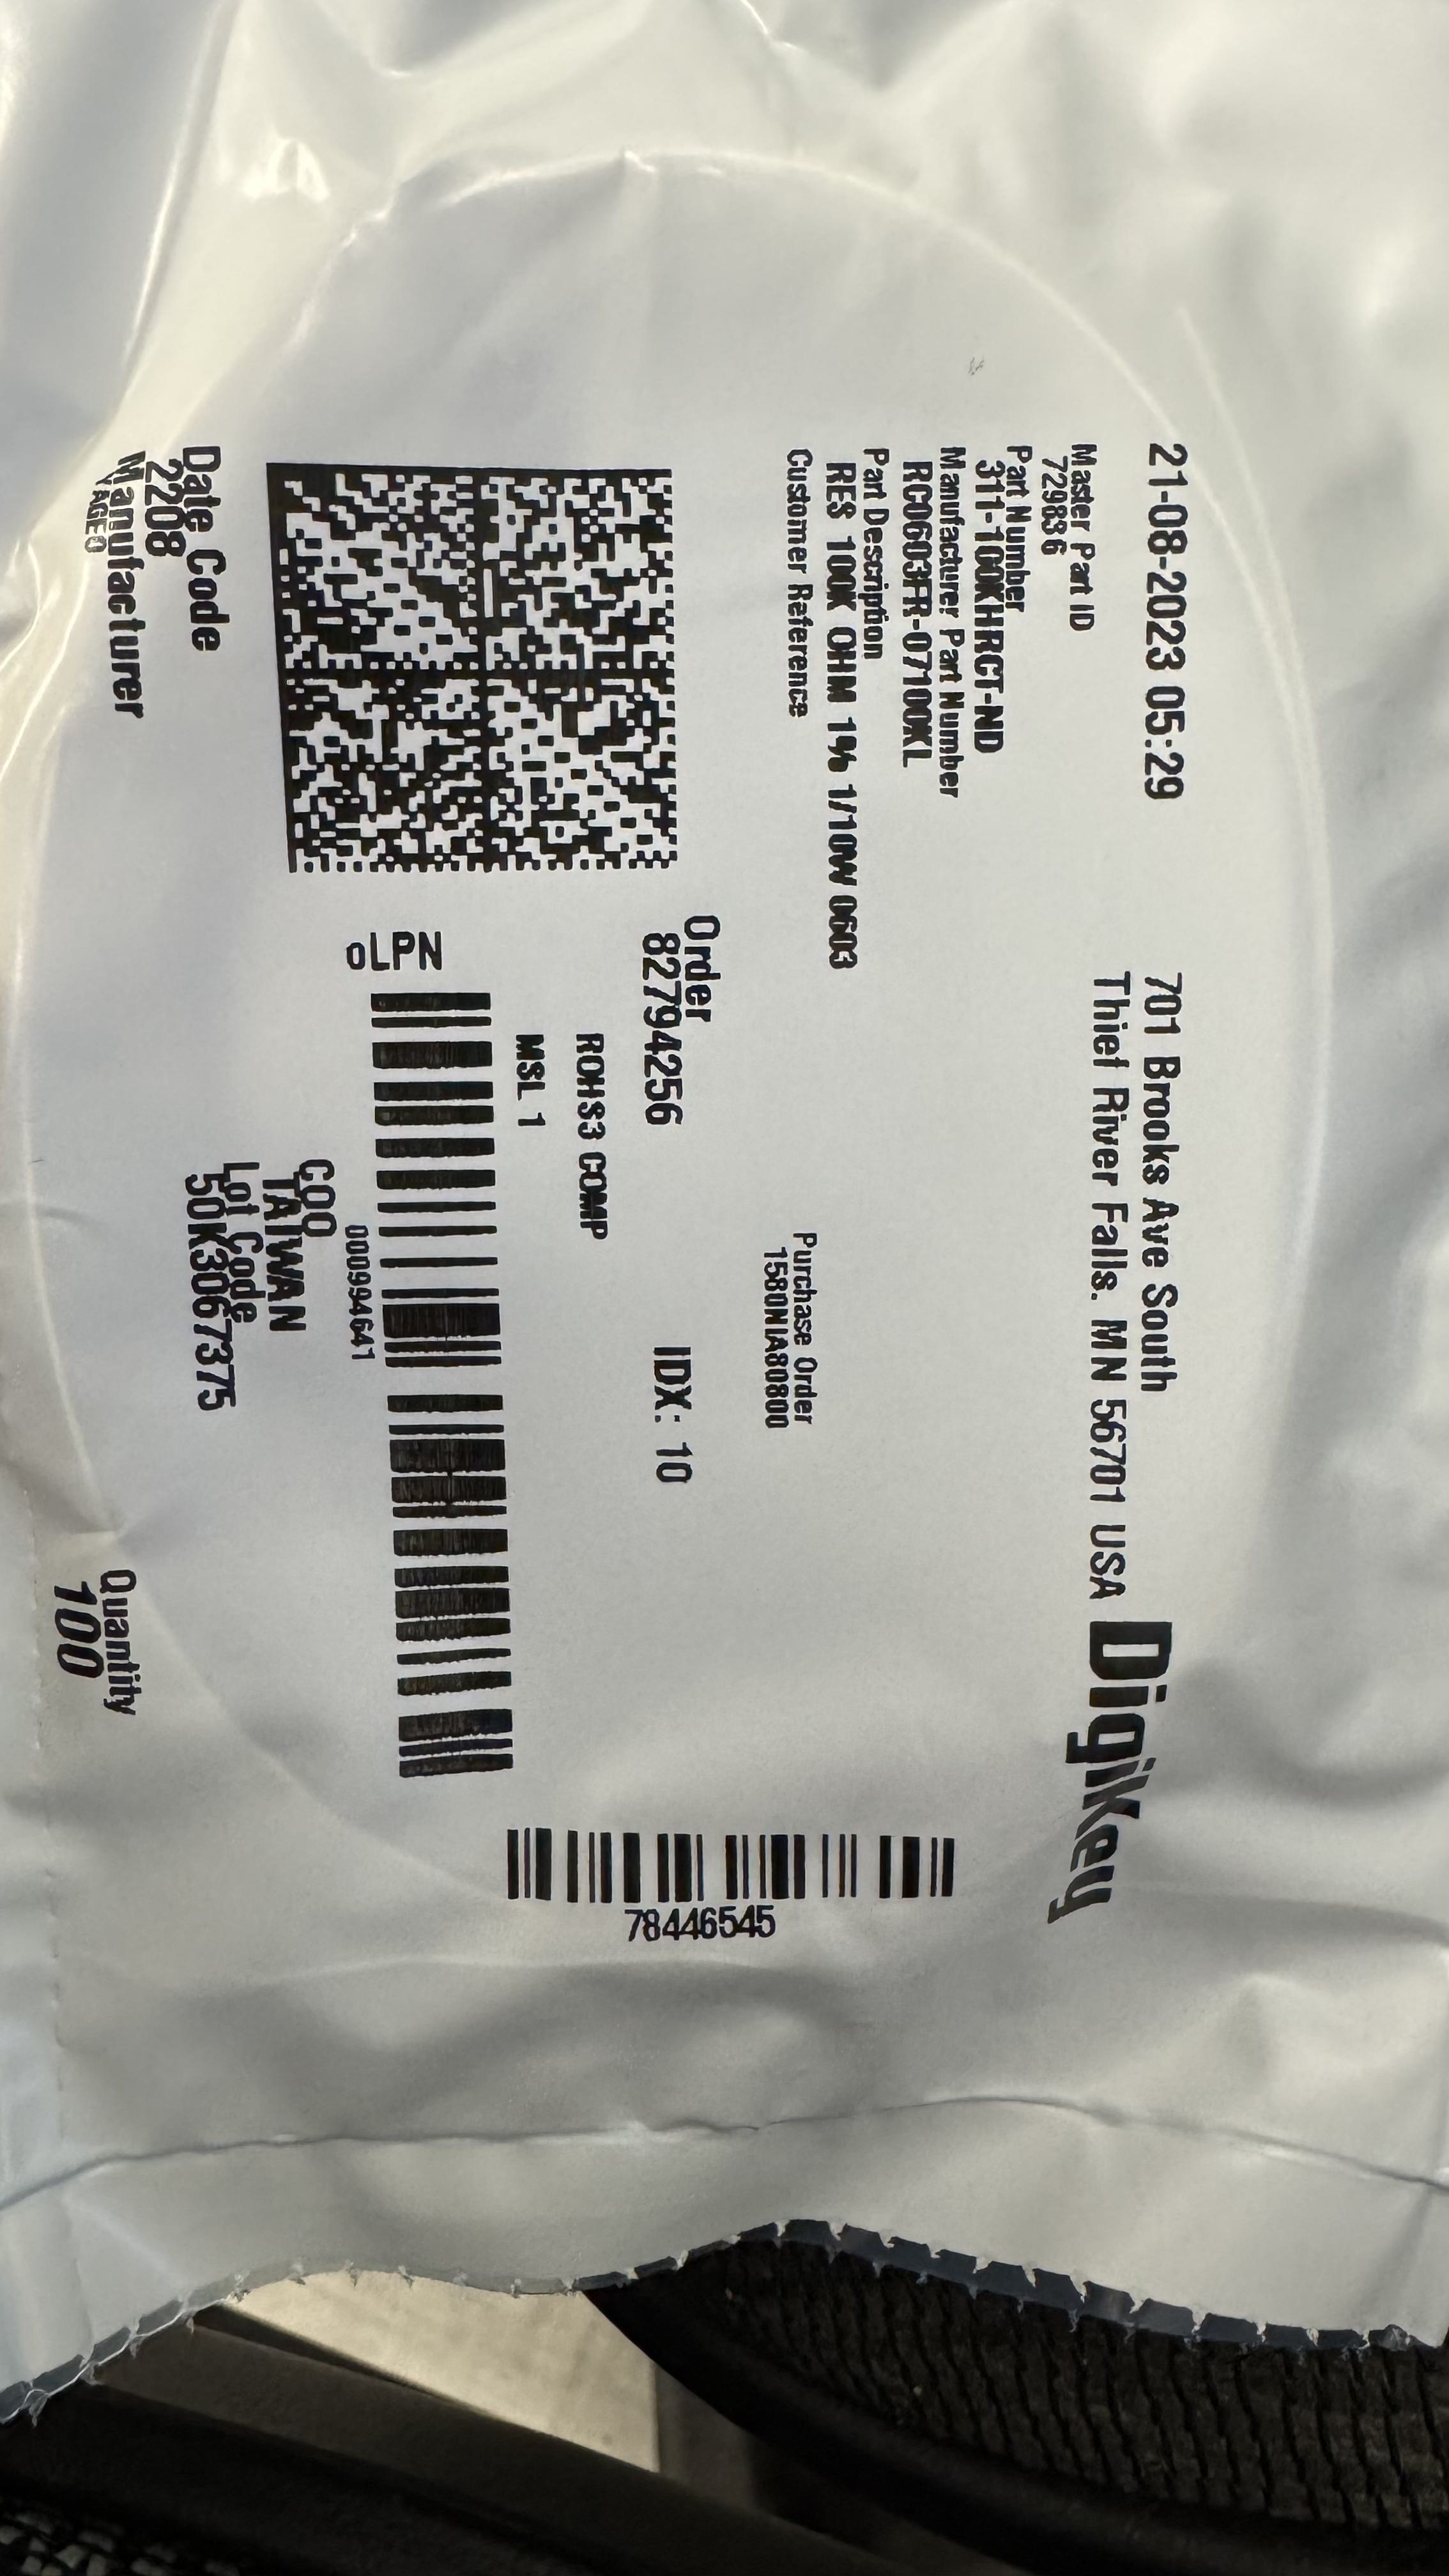 21-08-2023 05:29
701 Brooks Ave South
Thief River Falls. MN 56701 USA
DigiKey
Master Part ID
729836
Part Number
311-100KHRCT-ND
Manufacturer Part Number
RC0603FR-07100KL
Part Description
RES 100K OHM 1% 1/10W 0603
Customer Reference
Purchase Order
1580NIA80800
Order
82794256
IDX: 10
ROHS3 COMP
MSL 1
oLPN
000994641
COO
TAIWAN
Lot Code
50K3067375
Date Code
2208
Manufacturer
YAGEO
Quantity
100
78446545